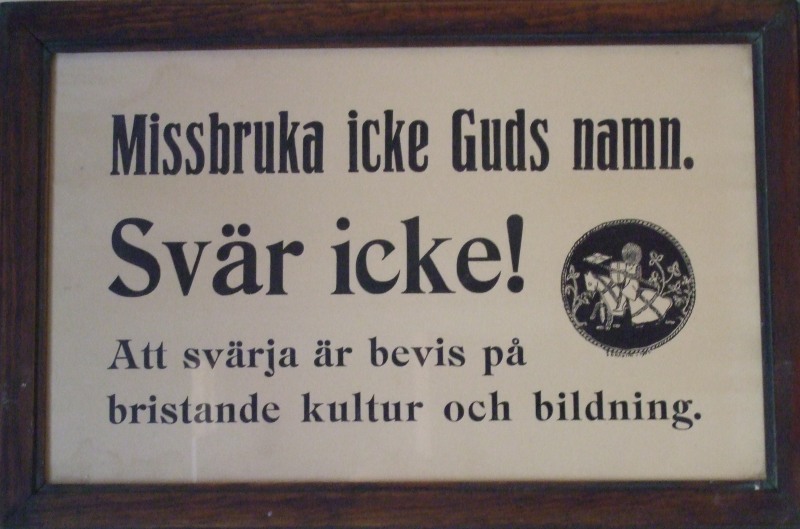 Missbruka icke Guds namn.
Svär icke!
Att svärja är bevis på
bristande kultur och bildning.